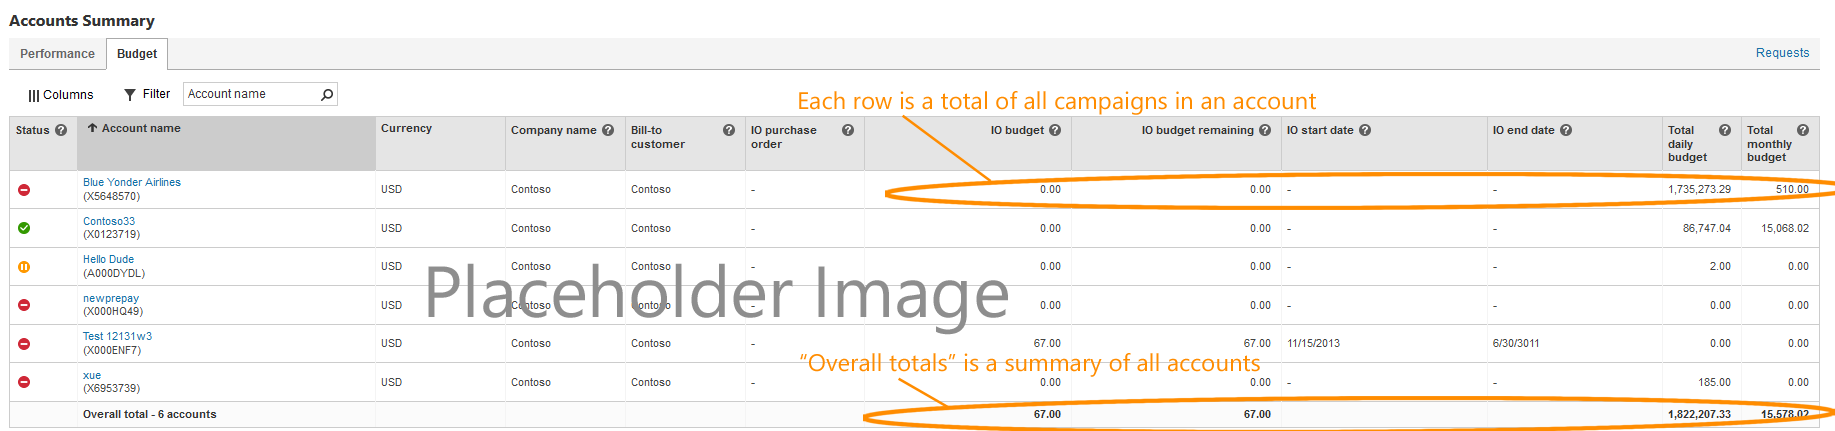 Accounts Summary
Performance Budget Requests
Columns Filter Account name
Each row is a total of all campaigns in an account
Status ? Account name Currency Company name ? Bill-to customer ? IO purchase order ? IO budget ? IO budget remaining ? IO start date ? IO end date ? Total daily budget ? Total monthly budget ?
Blue Yonder Airlines
(X5648570) USD Contoso Contoso - 0.00 0.00 - - 1,735,273.29 510.00
Contoso33
(X0123719) USD Contoso Contoso - 0.00 0.00 - - 86,747.04 15,068.02
Hello Dude
(A000DYDL) USD Contoso Contoso - 0.00 0.00 - - 2.00 0.00
Placeholder Image
newprepay
(X000HQ49) USD Contoso Contoso - 0.00 0.00 - - 0.00 0.00
Test 12131w3
(X000ENF7) USD Contoso Contoso - 67.00 67.00 11/15/2013 6/30/3011 0.00 0.00
“Overall totals” is a summary of all accounts
xue
(X6953739) USD Contoso Contoso - 0.00 0.00 - - 185.00 0.00
Overall total - 6 accounts 67.00 67.00 1,822,207.33 15,578.02